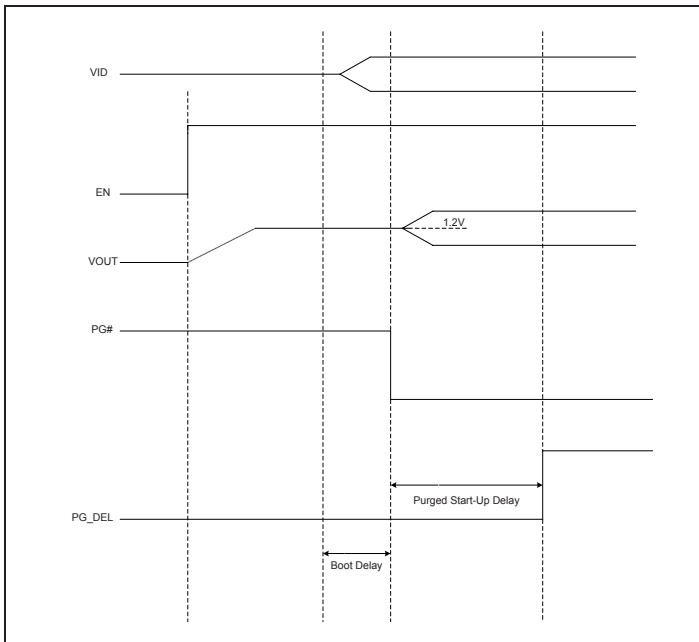 VID
EN
1.2V
VOUT
PG#
Purged Start-Up Delay
PG_DEL
Boot Delay